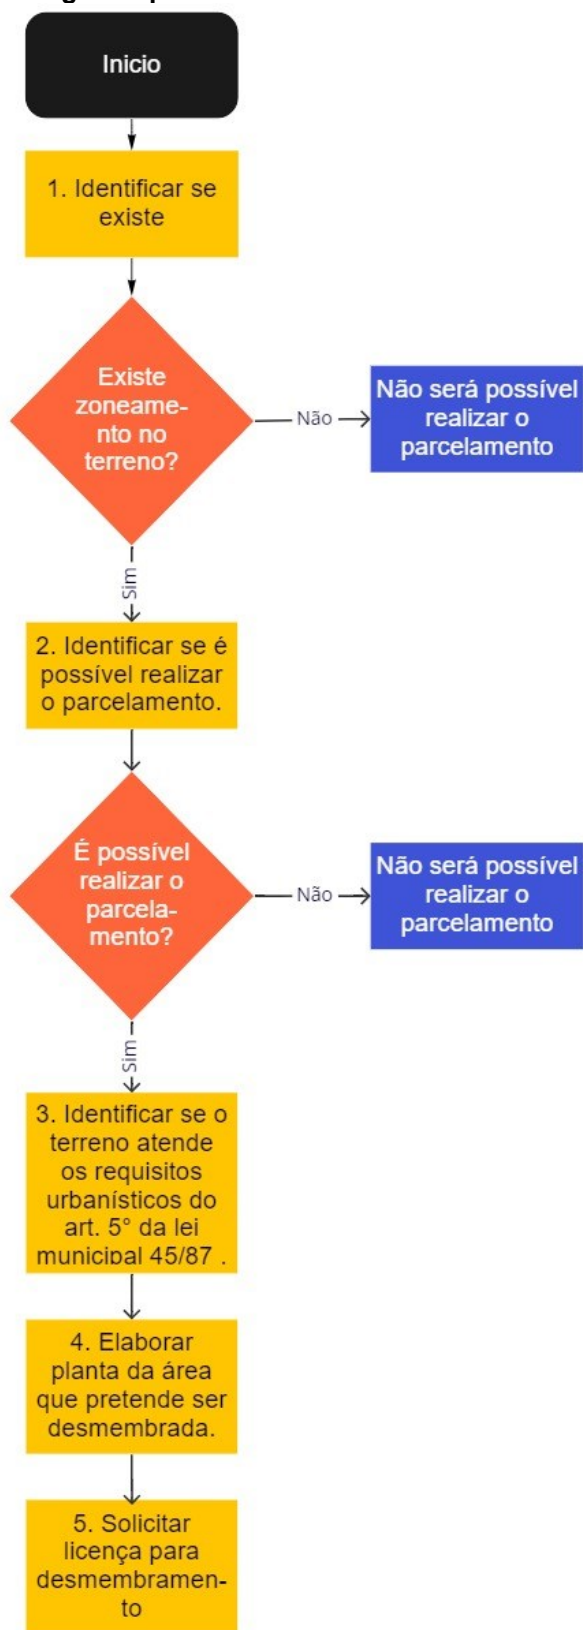 Inicio
1. Identificar se
existe
Existe
zoneame-
nto no
terreno?
Não
Não será possível
realizar o
parcelamento
Sim
2. Identificar se é
possível realizar
o parcelamento.
É possível
realizar o
parcela-
mento?
Não
Não será possível
realizar o
parcelamento
Sim
3. Identificar se o
terreno atende
os requisitos
urbanísticos do
art. 5° da lei
municipal 45/87 .
4. Elaborar
planta da área
que pretende ser
desmembrada.
5. Solicitar
licença para
desmembramen-
to